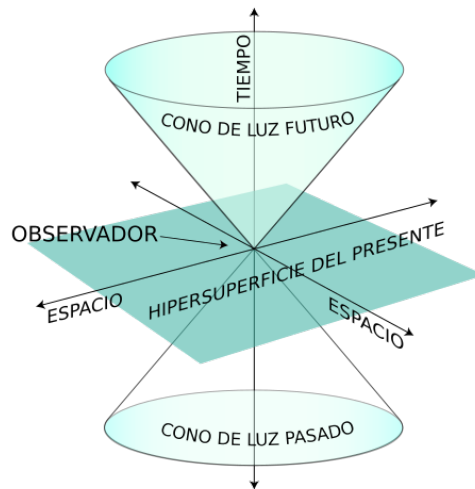 TIEMPO
CONO DE LUZ FUTURO
OBSERVADOR
HIPERSUPERFICIE DEL PRESENTE
ESPACIO
ESPACIO
CONO DE LUZ PASADO